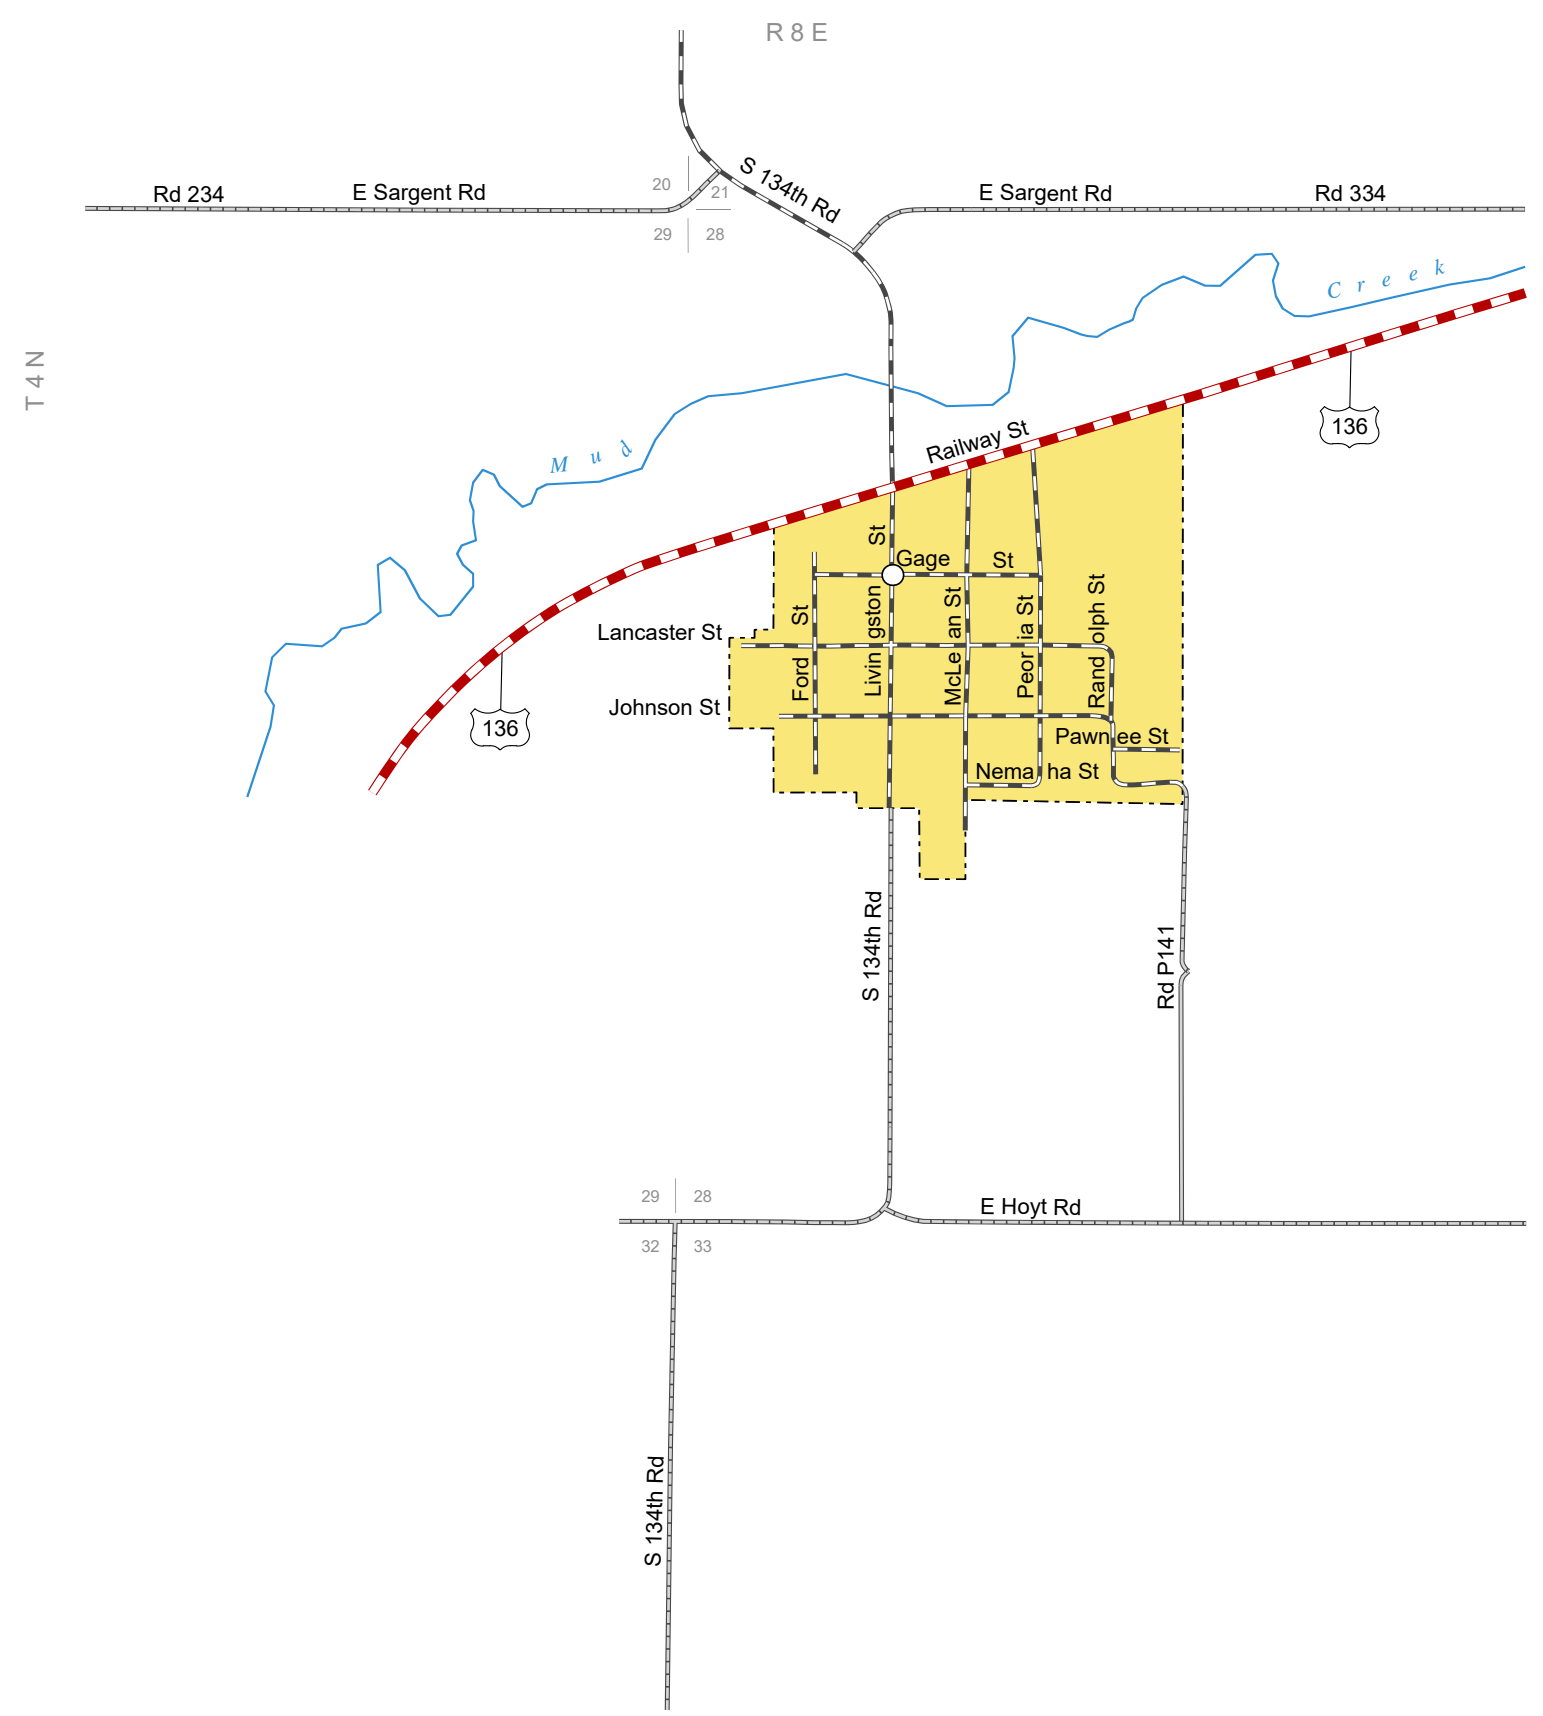 R 8 E
T 4 N
Rd 234
E Sargent Rd
20
21
29
28
S 134th Rd
E Sargent Rd
Rd 334
Mud
Creek
136
Railway St
Gage St
Livingston St
Lancaster St
Ford St
McLean St
Peoria St
Randolph St
Johnson St
136
Pawnee St
Nemaha St
S 134th Rd
Rd P141
29
28
32
33
E Hoyt Rd
S 134th Rd